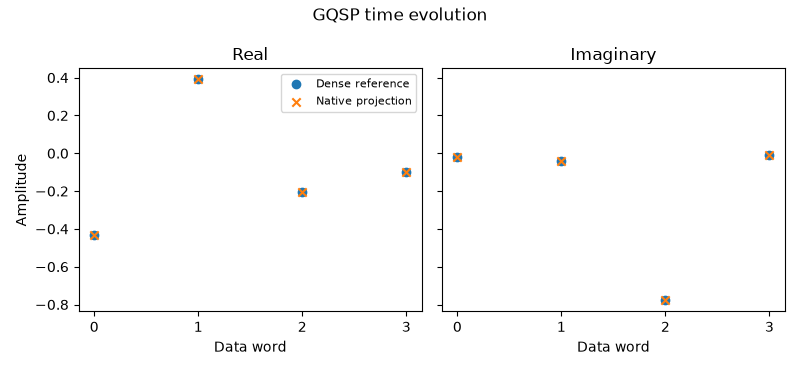 GQSP time evolution
Real
Imaginary
Dense reference
Native projection
Amplitude
0.4
0.2
0.0
−0.2
−0.4
−0.6
−0.8
0 1 2 3
0 1 2 3
Data word
Data word